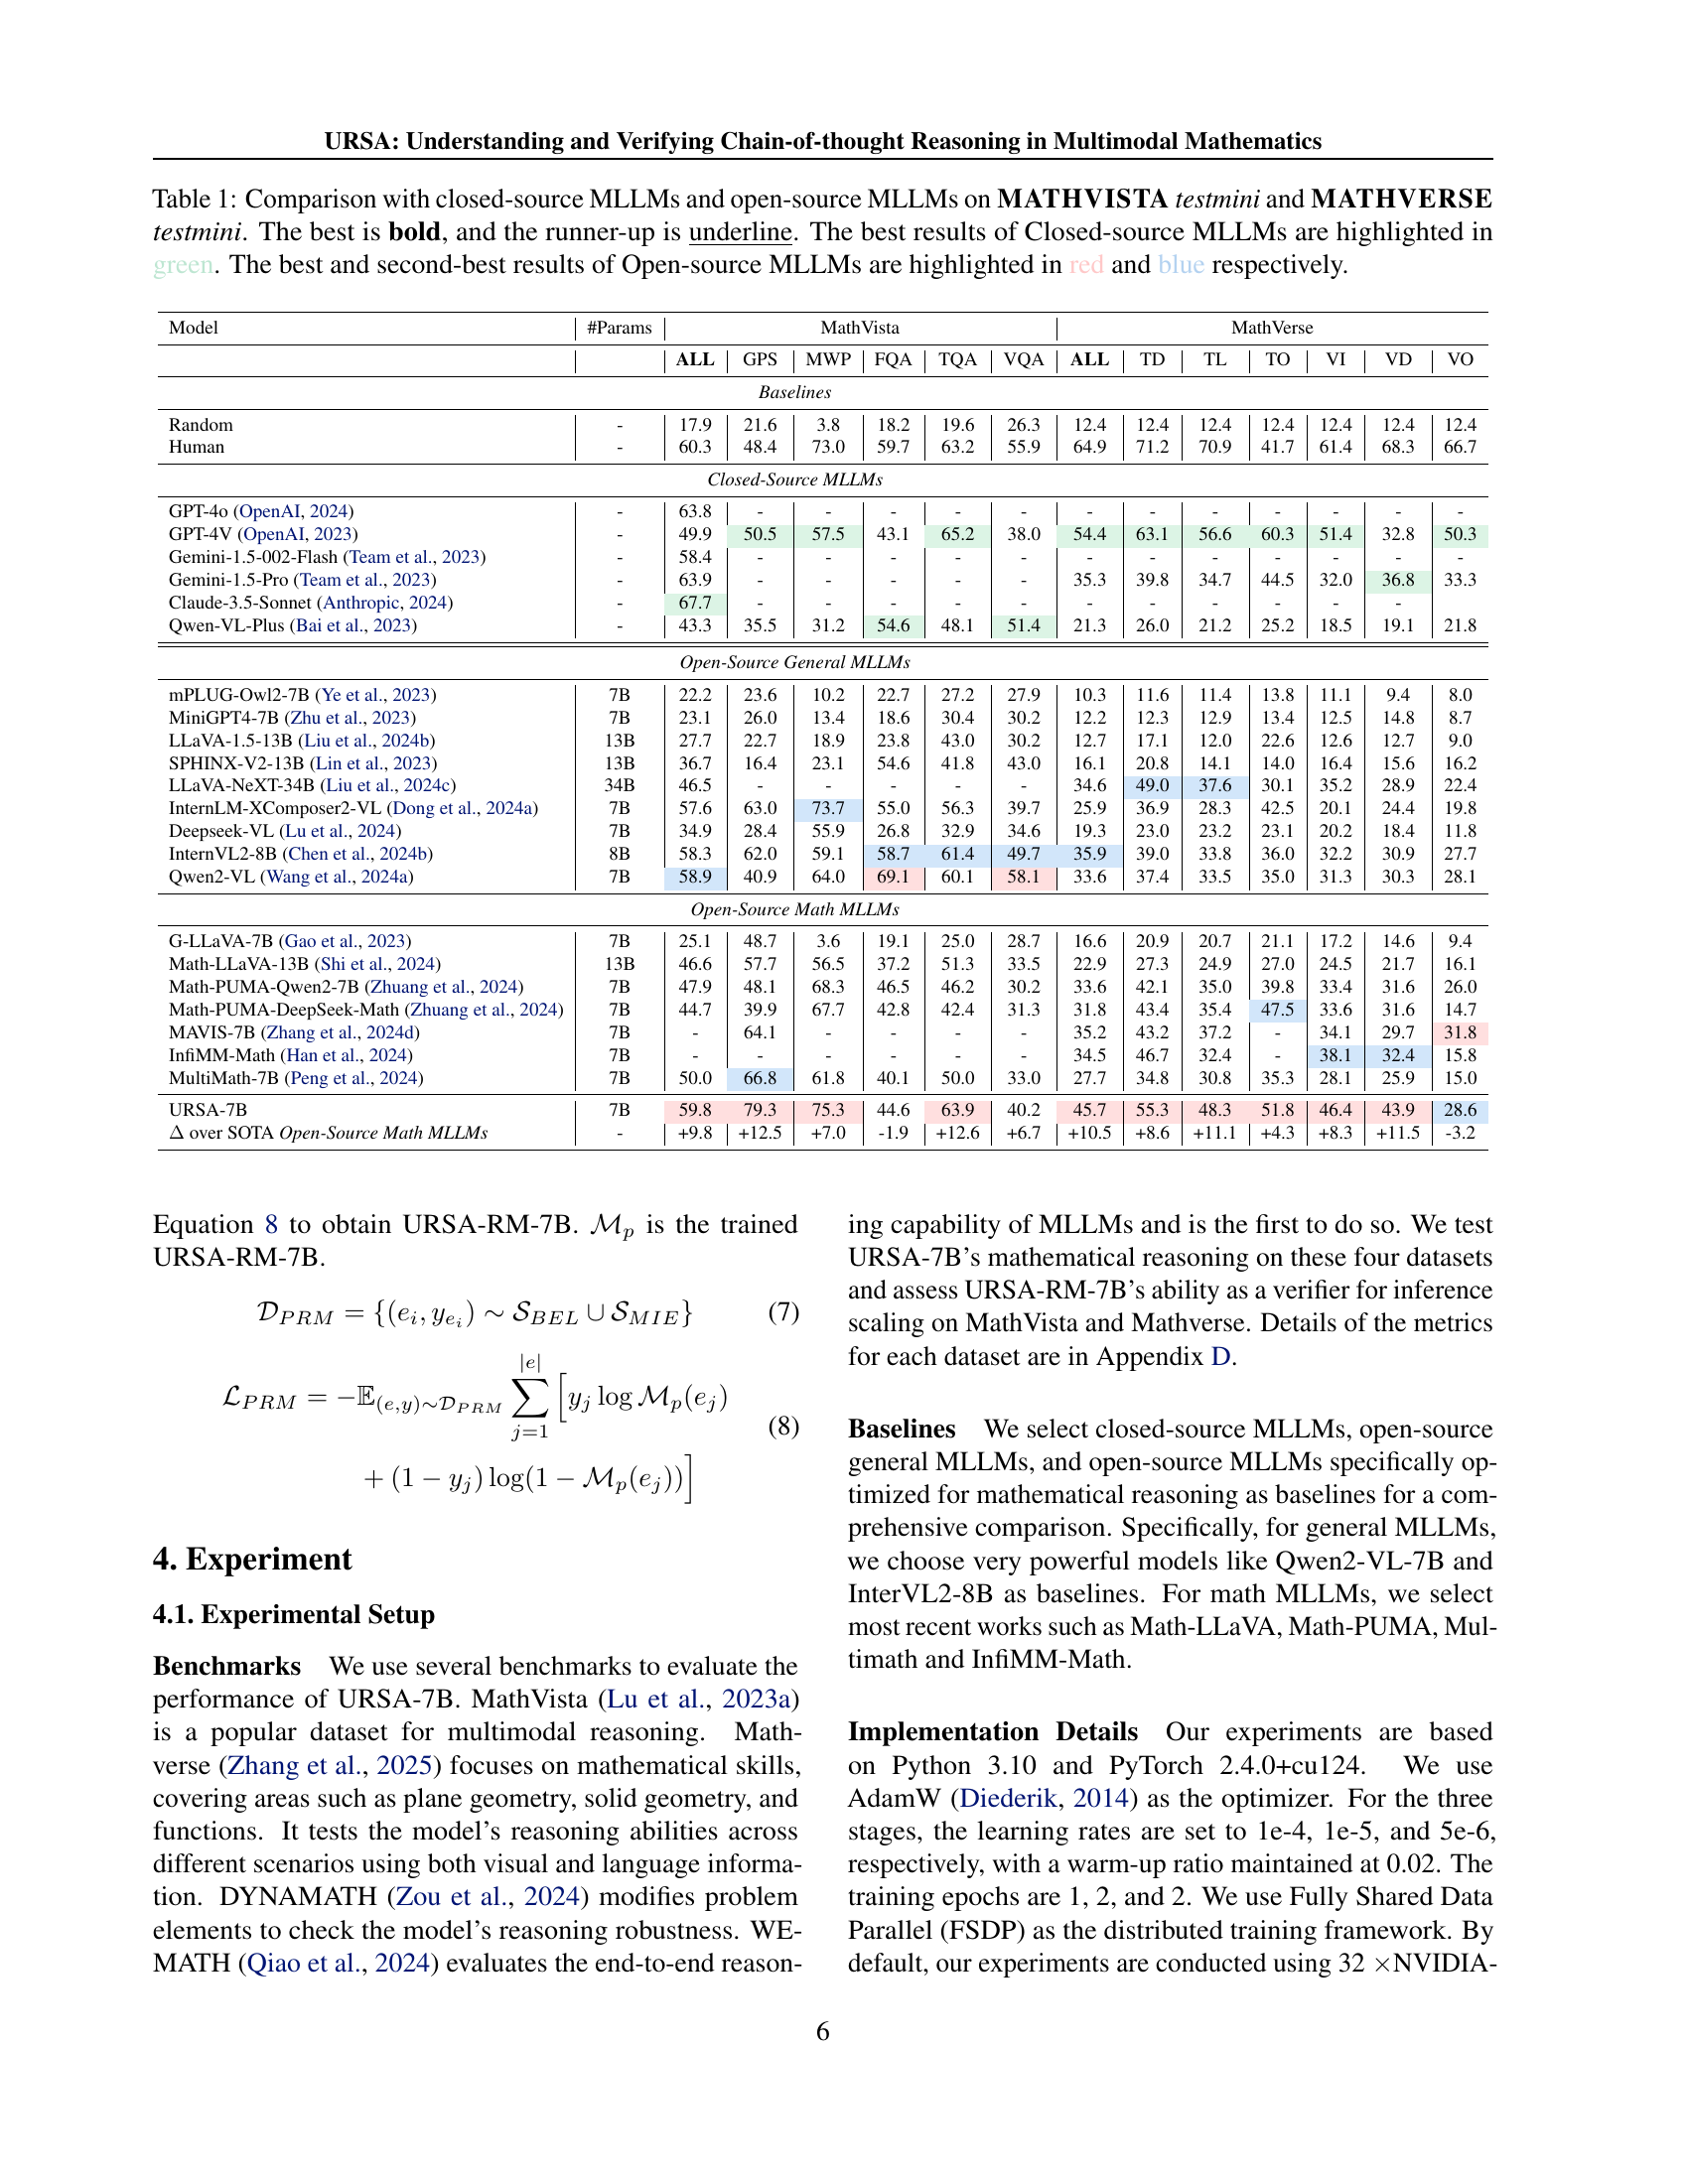 URSA: Understanding and Verifying Chain-of-thought Reasoning in Multimodal Mathematics
Table 1: Comparison with closed-source MLLMs and open-source MLLMs on MATHVISTA testmini and MATHVERSE
testmini. The best is bold, and the runner-up is underline. The best results of Closed-source MLLMs are highlighted in
green. The best and second-best results of Open-source MLLMs are highlighted in red and blue respectively.
Model #Params MathVista MathVerse
ALL GPS MWP FQA TQA VQA ALL TD TL TO VI VD VO
Baselines
Random - 17.9 21.6 3.8 18.2 19.6 26.3 12.4 12.4 12.4 12.4 12.4 12.4 12.4
Human - 60.3 48.4 73.0 59.7 63.2 55.9 64.9 71.2 70.9 41.7 61.4 68.3 66.7
Closed-Source MLLMs
GPT-4o (OpenAI, 2024) - 63.8 - - - - - - - - - - - -
GPT-4V (OpenAI, 2023) - 49.9 50.5 57.5 43.1 65.2 38.0 54.4 63.1 56.6 60.3 51.4 32.8 50.3
Gemini-1.5-002-Flash (Team et al., 2023) - 58.4 - - - - - - - - - - - -
Gemini-1.5-Pro (Team et al., 2023) - 63.9 - - - - - 35.3 39.8 34.7 44.5 32.0 36.8 33.3
Claude-3.5-Sonnet (Anthropic, 2024) - 67.7 - - - - - - - - - - -
Qwen-VL-Plus (Bai et al., 2023) - 43.3 35.5 31.2 54.6 48.1 51.4 21.3 26.0 21.2 25.2 18.5 19.1 21.8
Open-Source General MLLMs
mPLUG-Owl2-7B (Ye et al., 2023) 7B 22.2 23.6 10.2 22.7 27.2 27.9 10.3 11.6 11.4 13.8 11.1 9.4 8.0
MiniGPT4-7B (Zhu et al., 2023) 7B 23.1 26.0 13.4 18.6 30.4 30.2 12.2 12.3 12.9 13.4 12.5 14.8 8.7
LLaVA-1.5-13B (Liu et al., 2024b) 13B 27.7 22.7 18.9 23.8 43.0 30.2 12.7 17.1 12.0 22.6 12.6 12.7 9.0
SPHINX-V2-13B (Lin et al., 2023) 13B 36.7 16.4 23.1 54.6 41.8 43.0 16.1 20.8 14.1 14.0 16.4 15.6 16.2
LLaVA-NeXT-34B (Liu et al., 2024c) 34B 46.5 - - - - - 34.6 49.0 37.6 30.1 35.2 28.9 22.4
InternLM-XComposer2-VL (Dong et al., 2024a) 7B 57.6 63.0 73.7 55.0 56.3 39.7 25.9 36.9 28.3 42.5 20.1 24.4 19.8
Deepseek-VL (Lu et al., 2024) 7B 34.9 28.4 55.9 26.8 32.9 34.6 19.3 23.0 23.2 23.1 20.2 18.4 11.8
InternVL2-8B (Chen et al., 2024b) 8B 58.3 62.0 59.1 58.7 61.4 49.7 35.9 39.0 33.8 36.0 32.2 30.9 27.7
Qwen2-VL (Wang et al., 2024a) 7B 58.9 40.9 64.0 69.1 60.1 58.1 33.6 37.4 33.5 35.0 31.3 30.3 28.1
Open-Source Math MLLMs
G-LLaVA-7B (Gao et al., 2023) 7B 25.1 48.7 3.6 19.1 25.0 28.7 16.6 20.9 20.7 21.1 17.2 14.6 9.4
Math-LLaVA-13B (Shi et al., 2024) 13B 46.6 57.7 56.5 37.2 51.3 33.5 22.9 27.3 24.9 27.0 24.5 21.7 16.1
Math-PUMA-Qwen2-7B (Zhuang et al., 2024) 7B 47.9 48.1 68.3 46.5 46.2 30.2 33.6 42.1 35.0 39.8 33.4 31.6 26.0
Math-PUMA-DeepSeek-Math (Zhuang et al., 2024) 7B 44.7 39.9 67.7 42.8 42.4 31.3 31.8 43.4 35.4 47.5 33.6 31.6 14.7
MAVIS-7B (Zhang et al., 2024d) 7B - 64.1 - - - - 35.2 43.2 37.2 - 34.1 29.7 31.8
InfiMM-Math (Han et al., 2024) 7B - - - - - - 34.5 46.7 32.4 - 38.1 32.4 15.8
MultiMath-7B (Peng et al., 2024) 7B 50.0 66.8 61.8 40.1 50.0 33.0 27.7 34.8 30.8 35.3 28.1 25.9 15.0
URSA-7B 7B 59.8 79.3 75.3 44.6 63.9 40.2 45.7 55.3 48.3 51.8 46.4 43.9 28.6
Δ over SOTA Open-Source Math MLLMs - +9.8 +12.5 +7.0 -1.9 +12.6 +6.7 +10.5 +8.6 +11.1 +4.3 +8.3 +11.5 -3.2
Equation 8 to obtain URSA-RM-7B. ℳp is the trained
URSA-RM-7B.
𝒟PRM = {(ei, yei) ∼ 𝒮BEL ∪ 𝒮MIE} (7)
ℒPRM = −𝔼(e,y)∼𝒟PRM ∑_{j=1}^{|e|} [yj log ℳp(ej)
+ (1 − yj) log(1 − ℳp(ej))] (8)
4. Experiment
4.1. Experimental Setup
Benchmarks We use several benchmarks to evaluate the
performance of URSA-7B. MathVista (Lu et al., 2023a)
is a popular dataset for multimodal reasoning. Math-
verse (Zhang et al., 2025) focuses on mathematical skills,
covering areas such as plane geometry, solid geometry, and
functions. It tests the model's reasoning abilities across
different scenarios using both visual and language informa-
tion. DYNAMATH (Zou et al., 2024) modifies problem
elements to check the model's reasoning robustness. WE-
MATH (Qiao et al., 2024) evaluates the end-to-end reason-
ing capability of MLLMs and is the first to do so. We test
URSA-7B's mathematical reasoning on these four datasets
and assess URSA-RM-7B's ability as a verifier for inference
scaling on MathVista and Mathverse. Details of the metrics
for each dataset are in Appendix D.
Baselines We select closed-source MLLMs, open-source
general MLLMs, and open-source MLLMs specifically op-
timized for mathematical reasoning as baselines for a com-
prehensive comparison. Specifically, for general MLLMs,
we choose very powerful models like Qwen2-VL-7B and
InterVL2-8B as baselines. For math MLLMs, we select
most recent works such as Math-LLaVA, Math-PUMA, Mul-
timath and InfiMM-Math.
Implementation Details Our experiments are based
on Python 3.10 and PyTorch 2.4.0+cu124. We use
AdamW (Diederik, 2014) as the optimizer. For the three
stages, the learning rates are set to 1e-4, 1e-5, and 5e-6,
respectively, with a warm-up ratio maintained at 0.02. The
training epochs are 1, 2, and 2. We use Fully Shared Data
Parallel (FSDP) as the distributed training framework. By
default, our experiments are conducted using 32 ×NVIDIA-
6